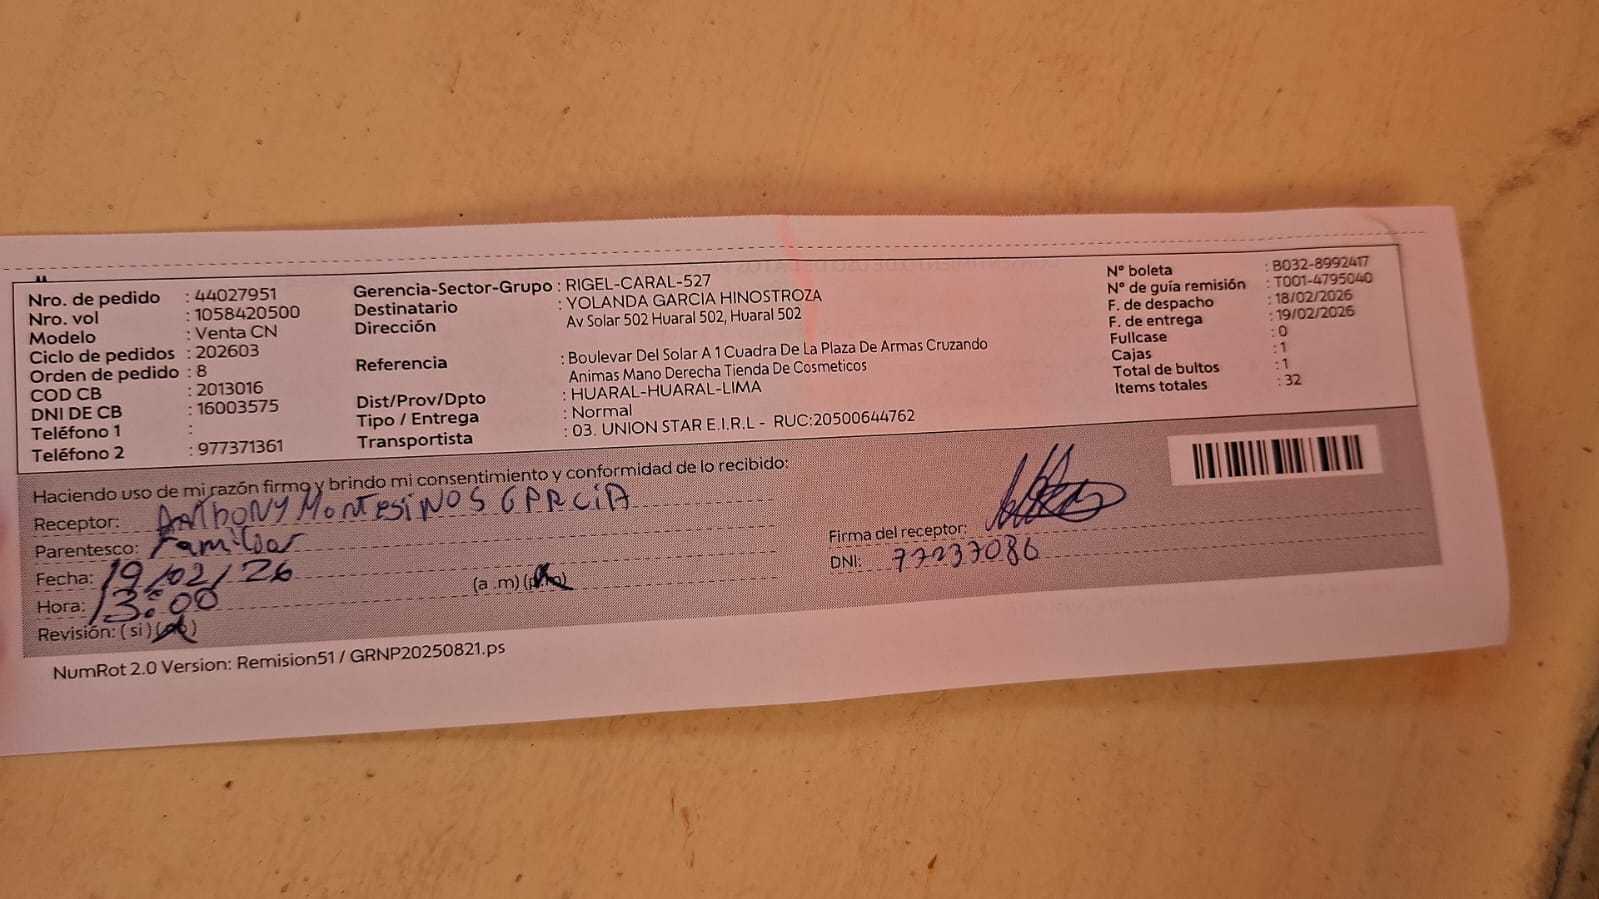 Nro. de pedido : 44027951
Nro. vol : 1058420500
Modelo : Venta CN
Ciclo de pedidos : 202603
Orden de pedido : 8
COD CB : 2013016
DNI DE CB : 16003575
Teléfono 1 :
Teléfono 2 : 977371361
Gerencia-Sector-Grupo : RIGEL-CARAL-527
Destinatario : YOLANDA GARCIA HINOSTROZA
Dirección Av Solar 502 Huaral 502, Huaral 502
Referencia : Boulevar Del Solar A 1 Cuadra De La Plaza De Armas Cruzando
Animas Mano Derecha Tienda De Cosmeticos
Dist/Prov/Dpto : HUARAL-HUARAL-LIMA
Tipo / Entrega : Normal
Transportista : 03. UNION STAR E.I.R.L - RUC:20500644762
N° boleta : B032-8992417
N° de guía remisión : T001-4795040
F. de despacho : 18/02/2026
F. de entrega : 19/02/2026
Fullcase : 0
Cajas : 1
Total de bultos : 1
Items totales : 32
Haciendo uso de mi razón firmo y brindo mi consentimiento y conformidad de lo recibido:
Receptor: Anthony Montesinos GARCIA
Parentesco: Familiar
Fecha: 19/02/26
Hora: 13:00 (a .m) (p.m)
Revisión: ( si ) (no)
Firma del receptor:
DNI: 77237086
NumRot 2.0 Version: Remision51 / GRNP20250821.ps